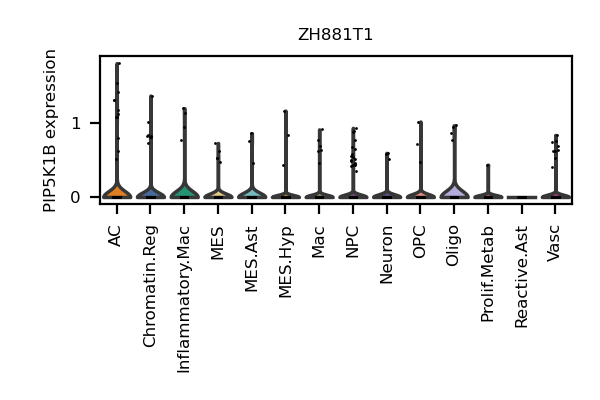 ZH881T1
PIP5K1B expression
1
0
AC
Chromatin.Reg
Inflammatory.Mac
MES
MES.Ast
MES.Hyp
Mac
NPC
Neuron
OPC
Oligo
Prolif.Metab
Reactive.Ast
Vasc